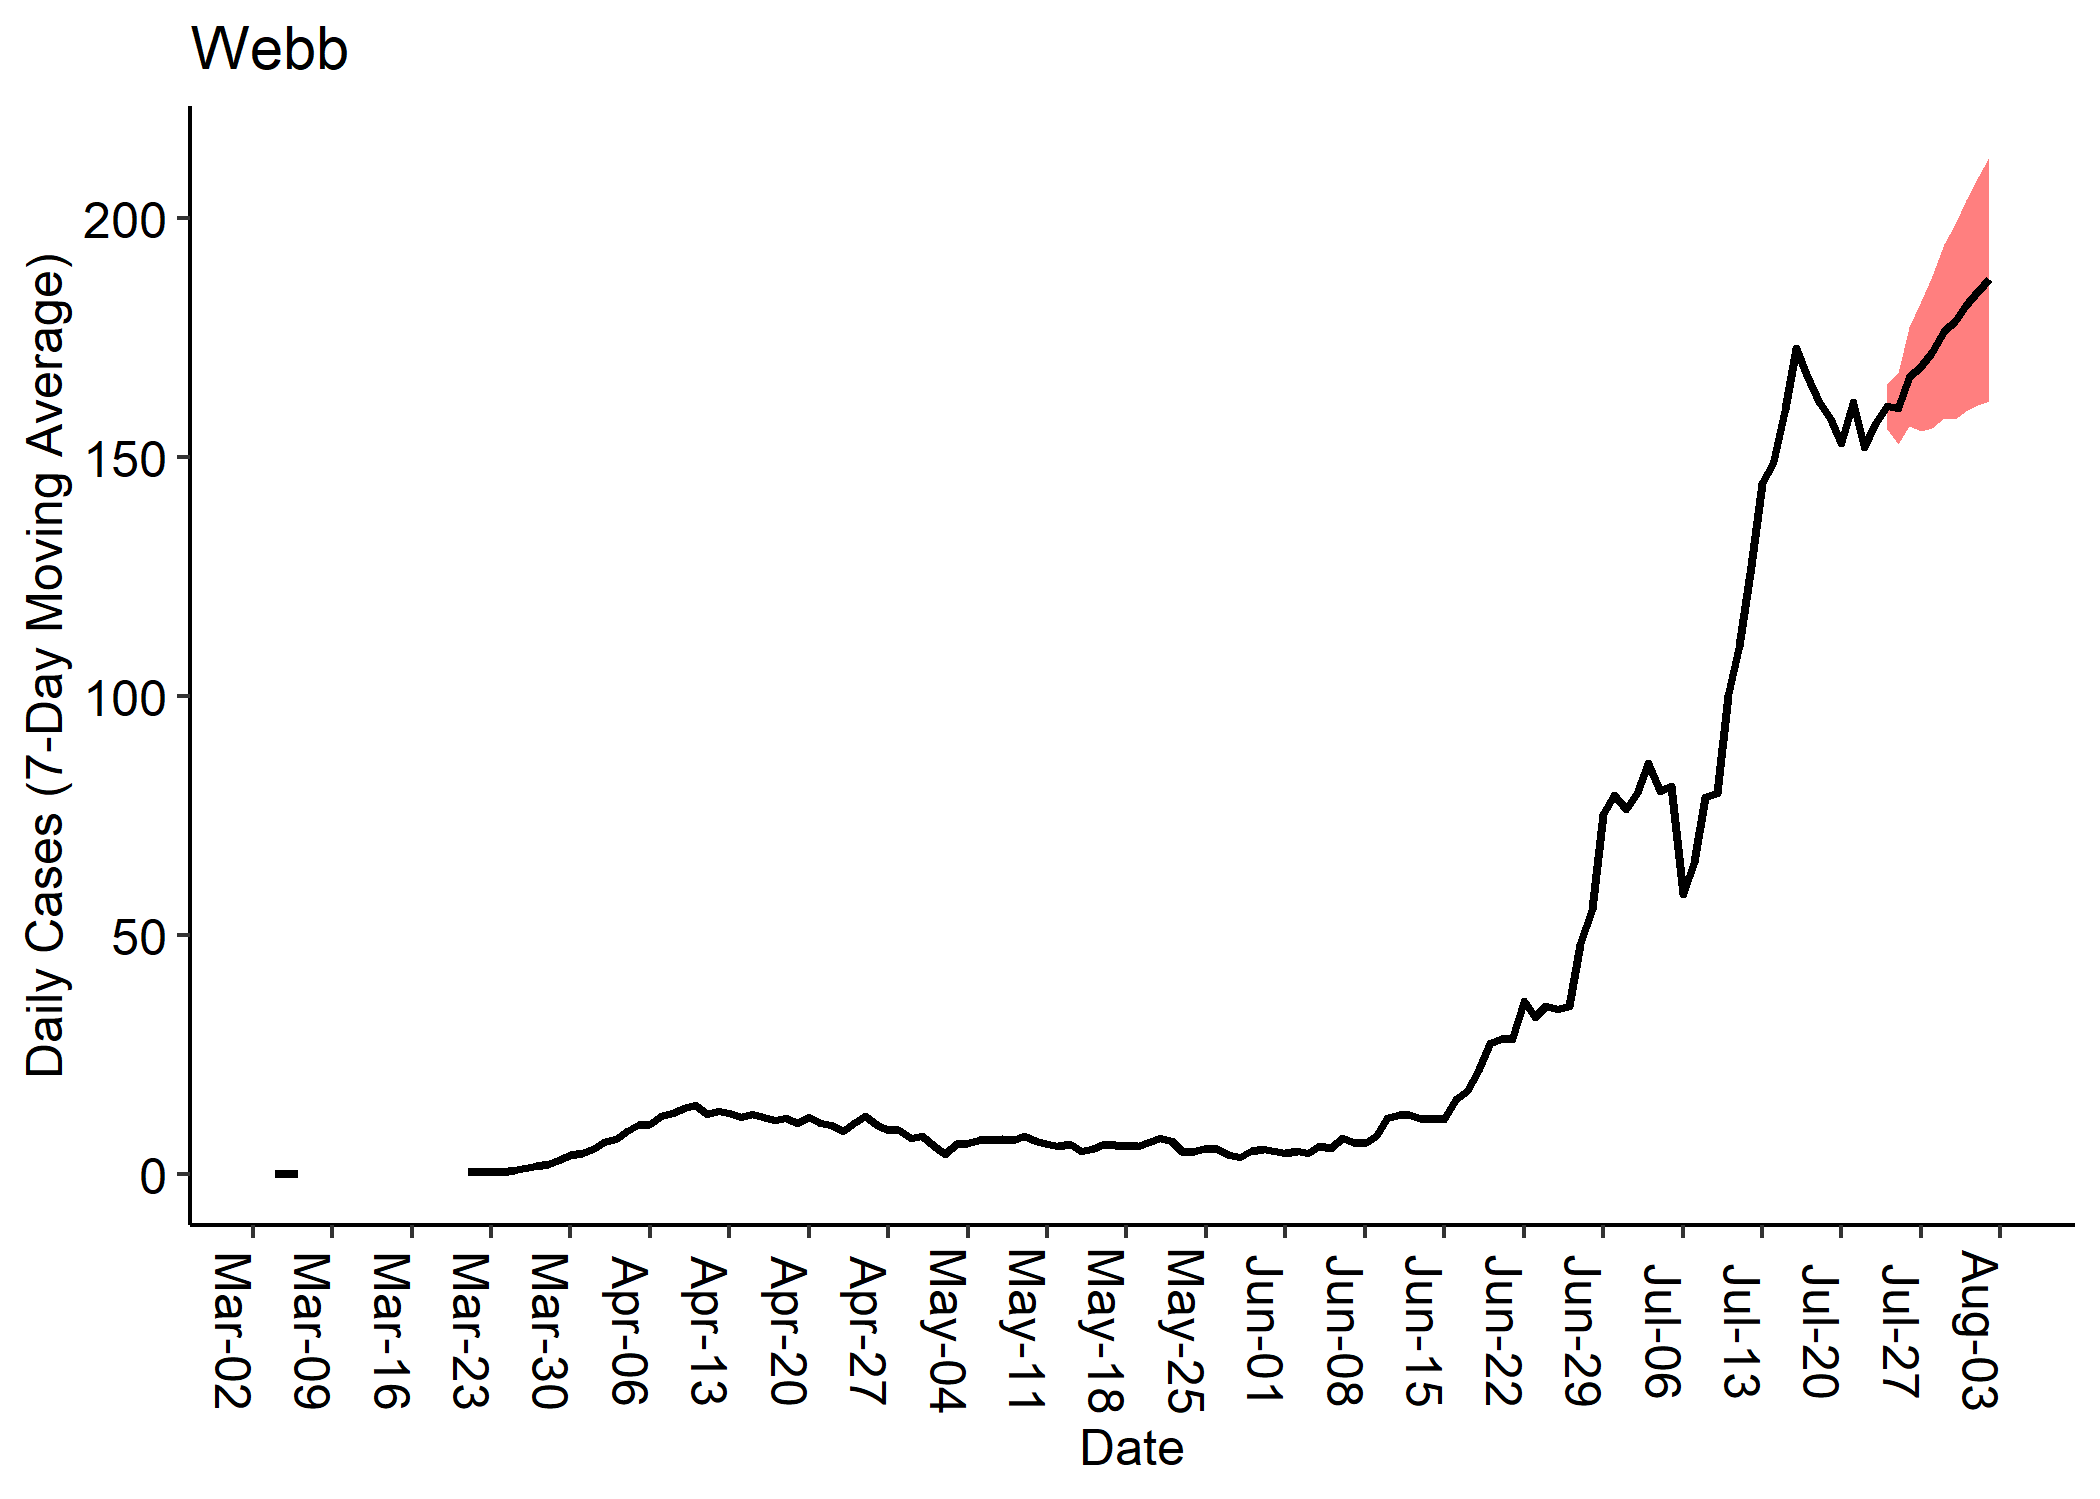 Webb
Daily Cases (7-Day Moving Average)
200
150
100
50
0
Mar-02
Mar-09
Mar-16
Mar-23
Mar-30
Apr-06
Apr-13
Apr-20
Apr-27
May-04
May-11
May-18
May-25
Jun-01
Jun-08
Jun-15
Jun-22
Jun-29
Jul-06
Jul-13
Jul-20
Jul-27
Aug-03
Date